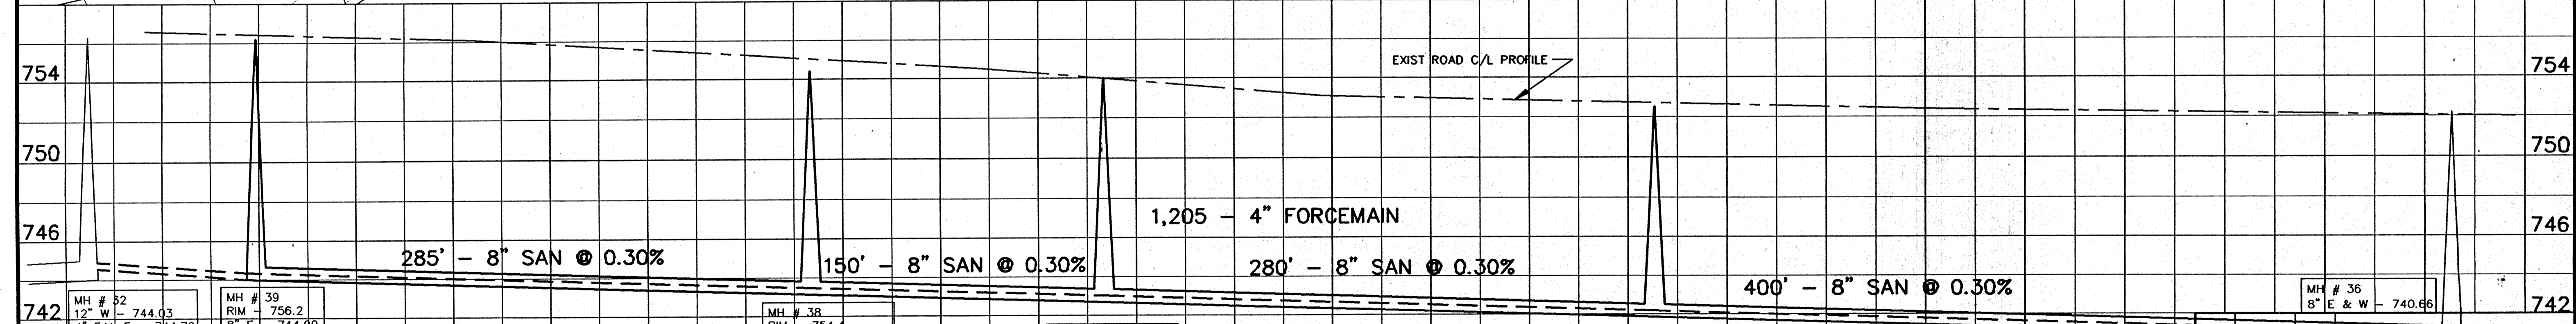 EXIST ROAD C/L PROFILE
754
754
750
750
1,205 – 4" FORCEMAIN
746
746
285' – 8" SAN @ 0.30%
150' – 8" SAN @ 0.30%
280' – 8" SAN @ 0.30%
400' – 8" SAN @ 0.30%
742
742
MH # 32
12" W – 744.03
MH # 39
RIM – 756.2
MH # 38
MH # 36
8" E & W – 740.66